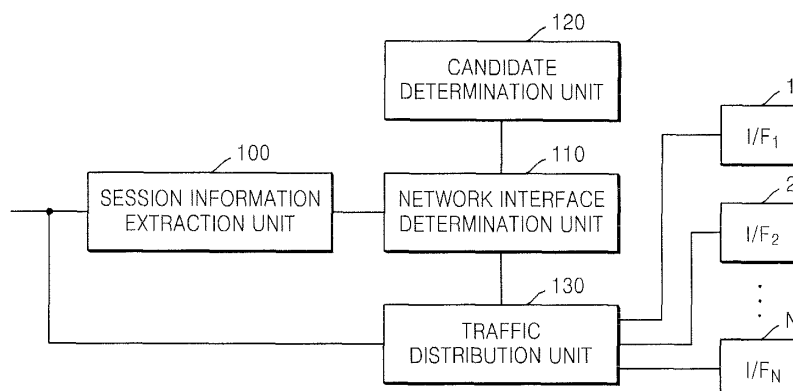 120
CANDIDATE
DETERMINATION UNIT
1
I/F1
100
SESSION INFORMATION
EXTRACTION UNIT
110
NETWORK INTERFACE
DETERMINATION UNIT
2
I/F2
130
TRAFFIC
DISTRIBUTION UNIT
N
I/FN